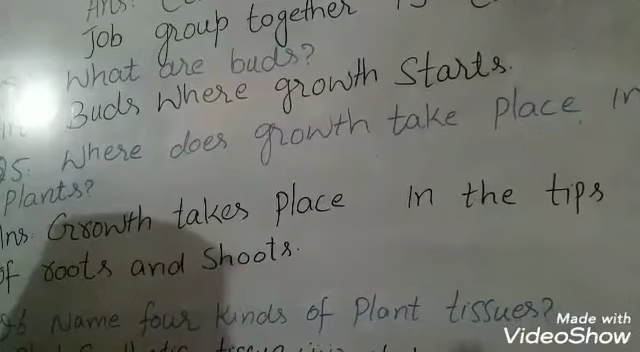 Ans:
Job group together
What are buds?
Buds where growth starts.
Q5. Where does growth take place in
Plants?
Ans. Growth takes place in the tips
of roots and shoots.
Name four kinds of plant tissues?
Made with
VideoShow